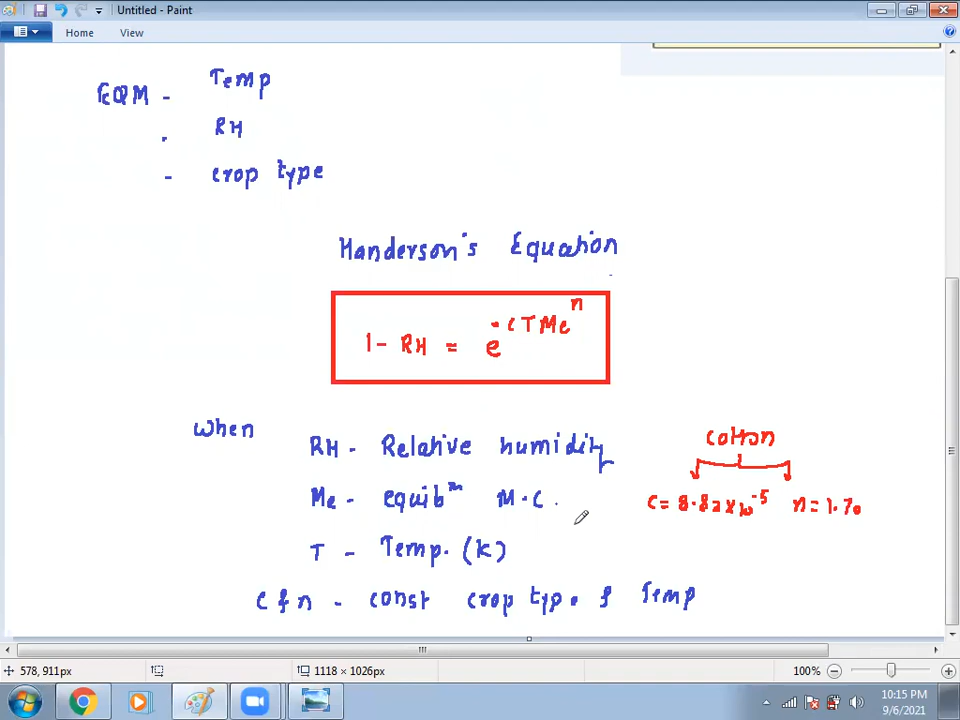 Untitled - Paint
Home View
EQM - Temp
. RH
- crop type
Handerson's Equation
1 - RH = e^-CTMe^n
when
RH - Relative humidity
Me - equib^m M.C.
T - Temp. (K)
C & n - const crop type & Temp
cotton
C = 8.82 x 10^-5 n = 1.70
578, 911px
1118 × 1026px
100%
10:15 PM
9/6/2021